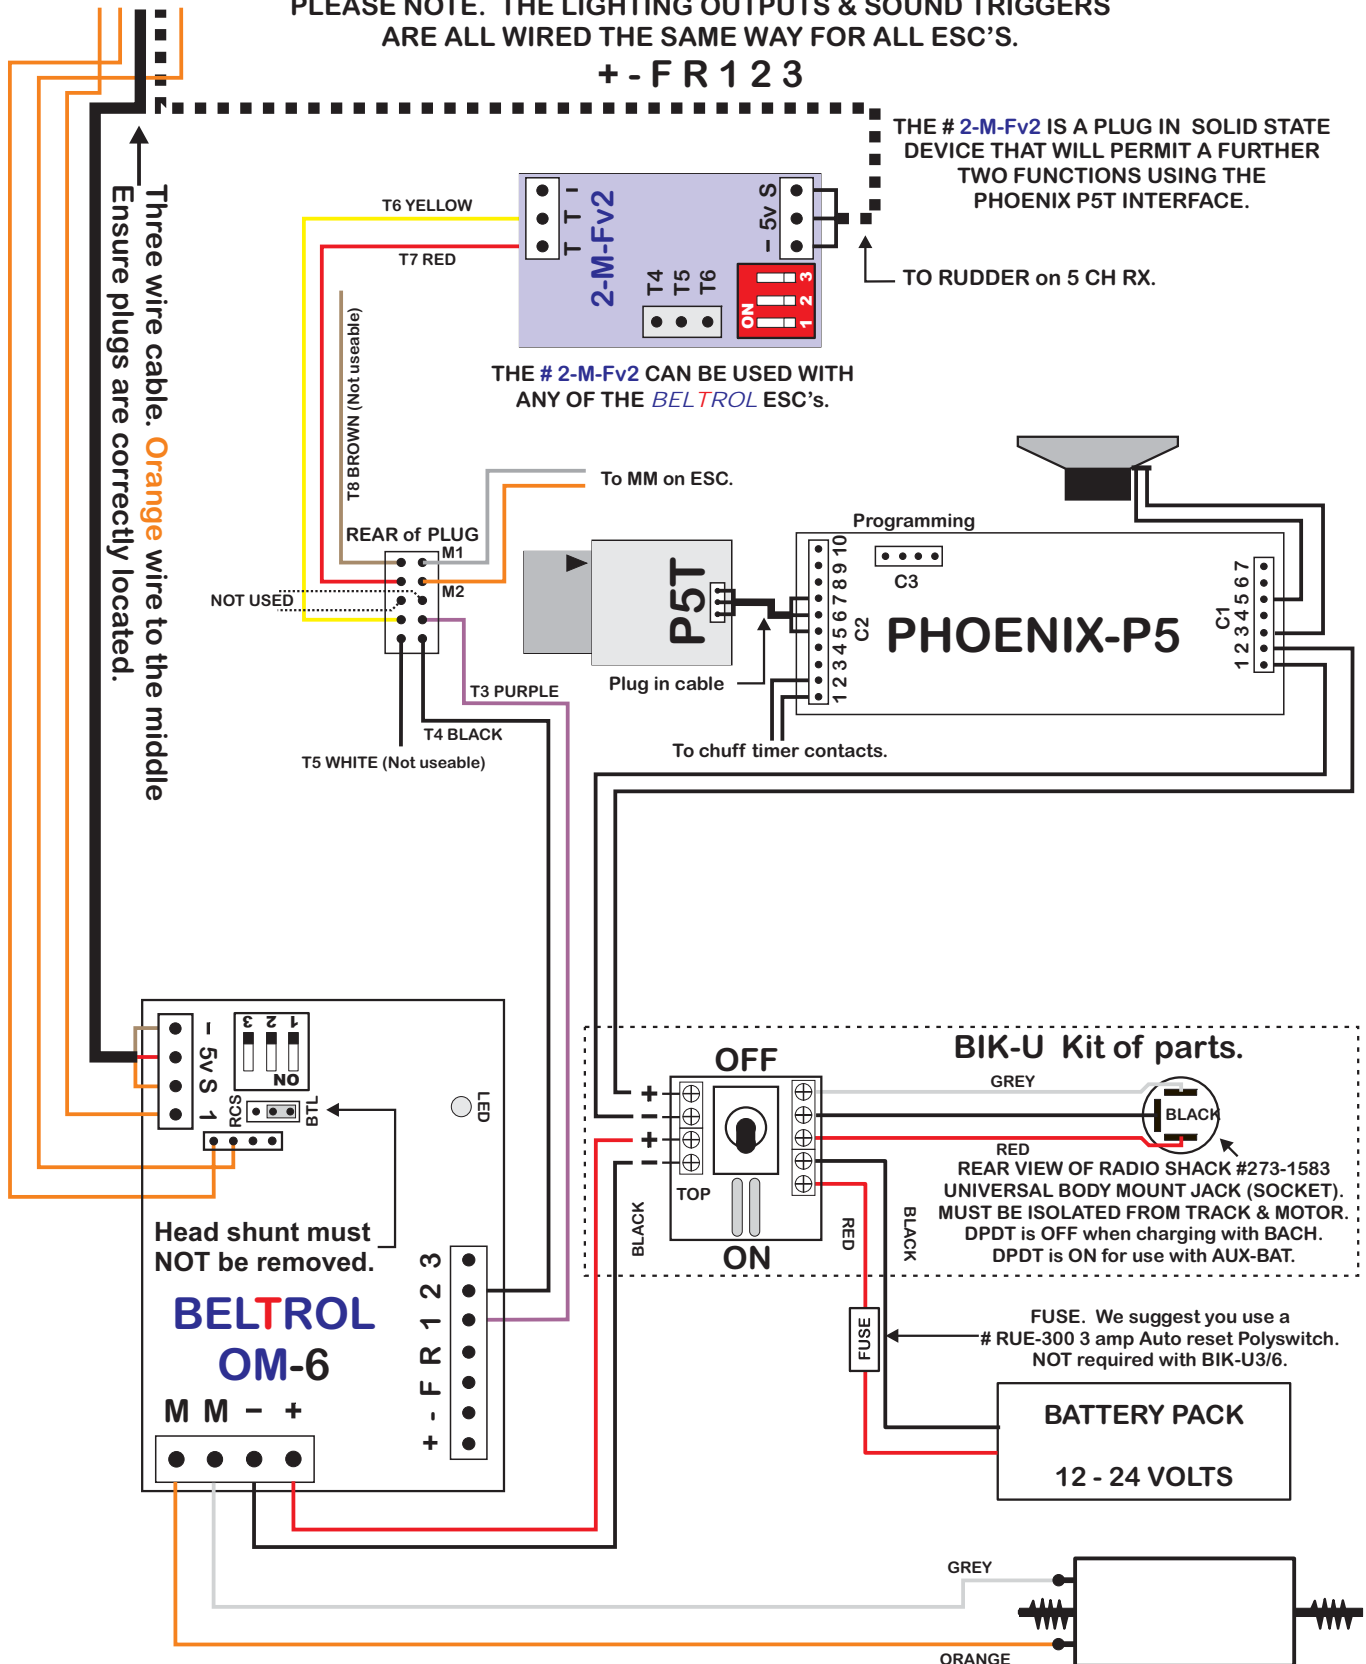 PLEASE NOTE. THE LIGHTING OUTPUTS & SOUND TRIGGERS
ARE ALL WIRED THE SAME WAY FOR ALL ESC'S.
+ - F R 1 2 3
THE # 2-M-Fv2 IS A PLUG IN SOLID STATE
DEVICE THAT WILL PERMIT A FURTHER
TWO FUNCTIONS USING THE
PHOENIX P5T INTERFACE.
TO RUDDER on 5 CH RX.
Three wire cable. Orange wire to the middle
Ensure plugs are correctly located.
T6 YELLOW
T7 RED
T8 BROWN (Not useable)
T T I
2-M-Fv2
T4
T5
T6
– 5v S
ON
1 2 3
THE # 2-M-Fv2 CAN BE USED WITH
ANY OF THE BELTROL ESC's.
To MM on ESC.
REAR of PLUG
M1
M2
NOT USED
T3 PURPLE
T4 BLACK
T5 WHITE (Not useable)
P5T
Plug in cable
Programming
C3
1 2 3 4 5 6 7 8 9 10
C2
PHOENIX-P5
C1
1 2 3 4 5 6 7
To chuff timer contacts.
– 5v S 1
1 2 3
ON
RCS
BTL
LED
Head shunt must
NOT be removed.
BELTROL
OM-6
M M – +
+ - F R 1 2 3
BIK-U Kit of parts.
OFF
ON
TOP
+
–
+
–
GREY
BLACK
RED
REAR VIEW OF RADIO SHACK #273-1583
UNIVERSAL BODY MOUNT JACK (SOCKET).
MUST BE ISOLATED FROM TRACK & MOTOR.
DPDT is OFF when charging with BACH.
DPDT is ON for use with AUX-BAT.
BLACK
RED
BLACK
FUSE
FUSE. We suggest you use a
# RUE-300 3 amp Auto reset Polyswitch.
NOT required with BIK-U3/6.
BATTERY PACK
12 - 24 VOLTS
GREY
ORANGE